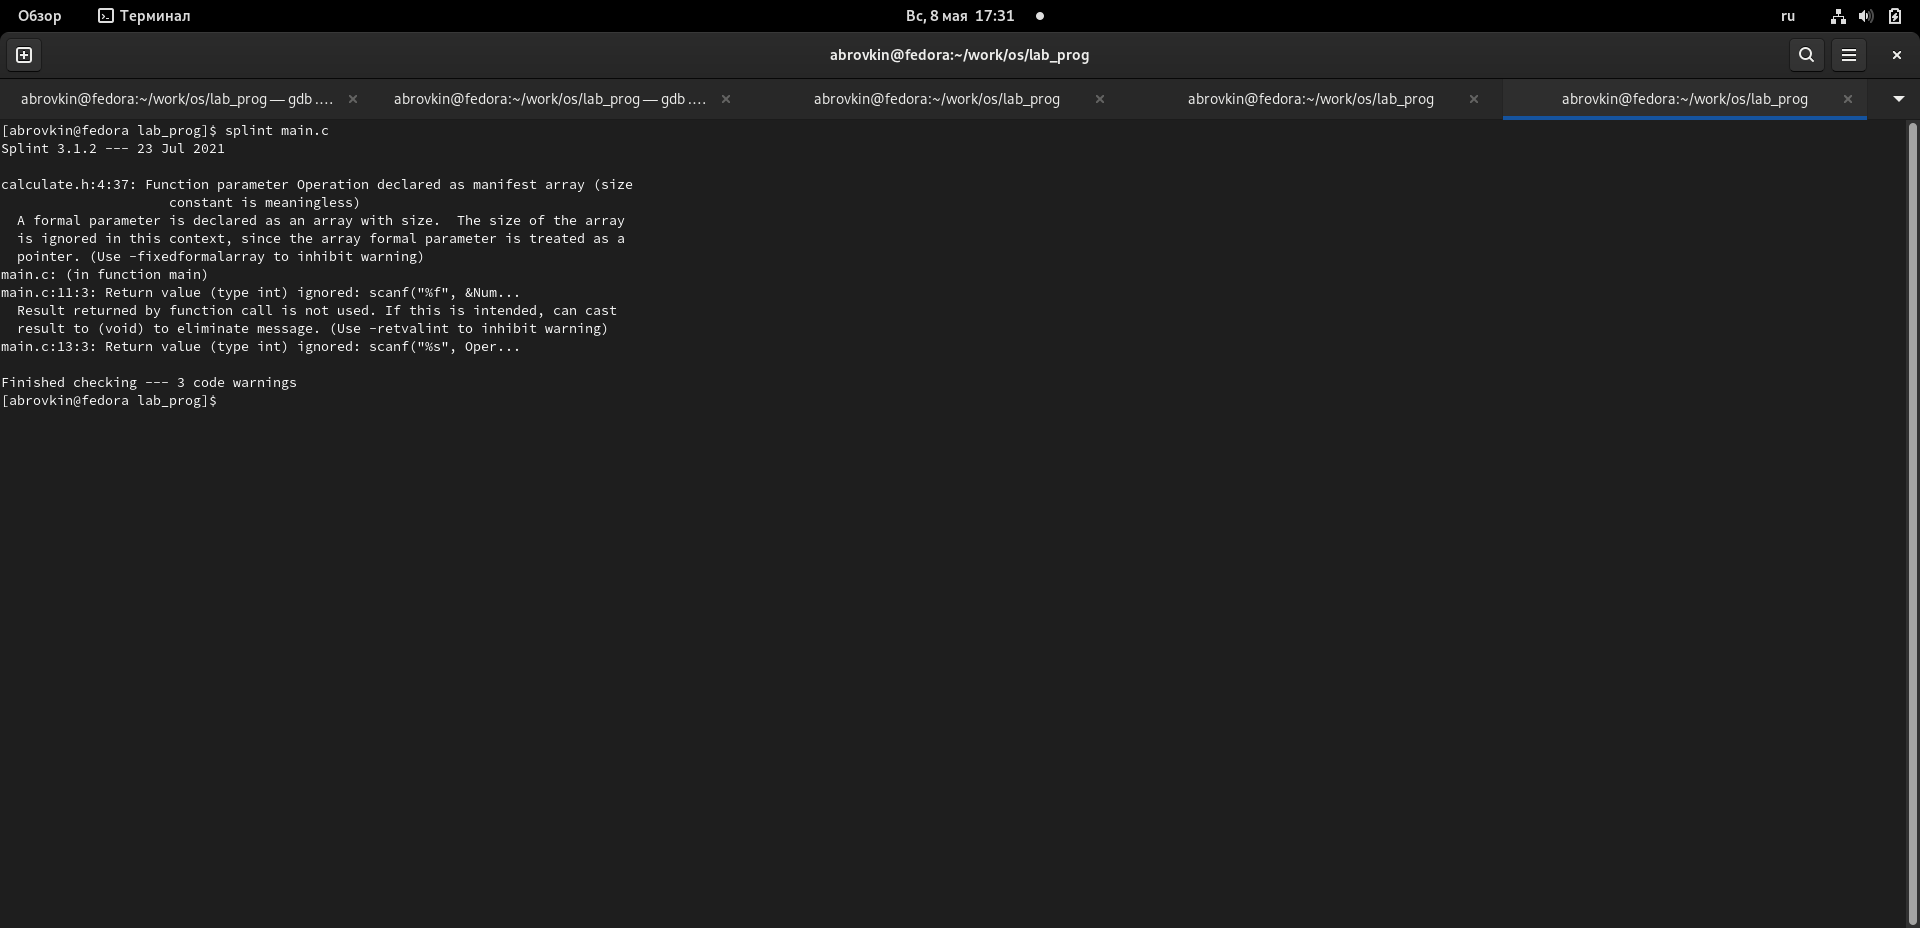 Обзор Терминал Вс, 8 мая 17:31 ru
abrovkin@fedora:~/work/os/lab_prog
abrovkin@fedora:~/work/os/lab_prog — gdb .... abrovkin@fedora:~/work/os/lab_prog — gdb .... abrovkin@fedora:~/work/os/lab_prog abrovkin@fedora:~/work/os/lab_prog abrovkin@fedora:~/work/os/lab_prog
[abrovkin@fedora lab_prog]$ splint main.c
Splint 3.1.2 --- 23 Jul 2021
calculate.h:4:37: Function parameter Operation declared as manifest array (size
constant is meaningless)
A formal parameter is declared as an array with size.  The size of the array
is ignored in this context, since the array formal parameter is treated as a
pointer. (Use -fixedformalarray to inhibit warning)
main.c: (in function main)
main.c:11:3: Return value (type int) ignored: scanf("%f", &Num...
Result returned by function call is not used. If this is intended, can cast
result to (void) to eliminate message. (Use -retvalint to inhibit warning)
main.c:13:3: Return value (type int) ignored: scanf("%s", Oper...
Finished checking --- 3 code warnings
[abrovkin@fedora lab_prog]$